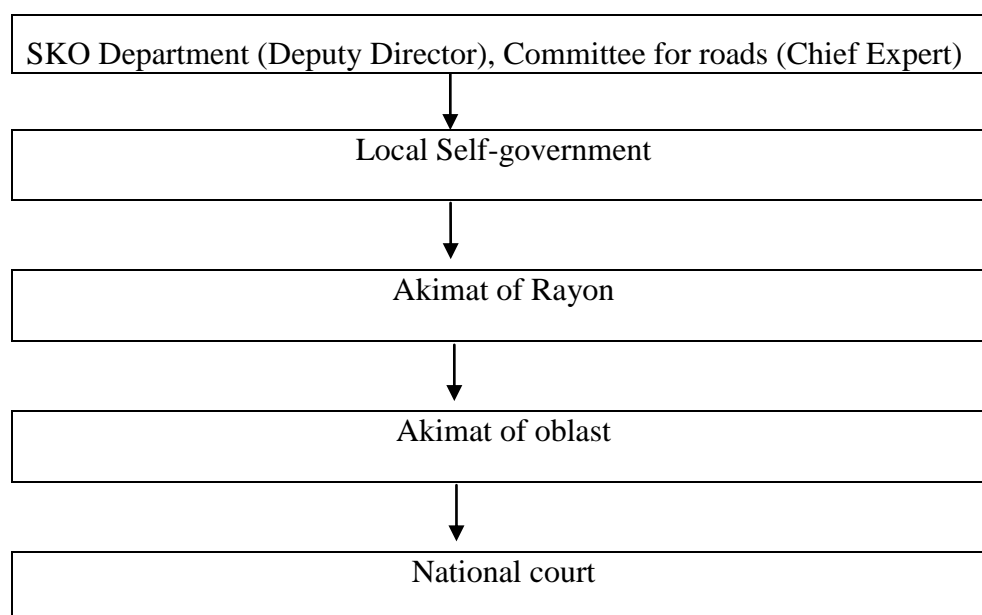 SKO Department (Deputy Director), Committee for roads (Chief Expert)
Local Self-government
Akimat of Rayon
Akimat of oblast
National court